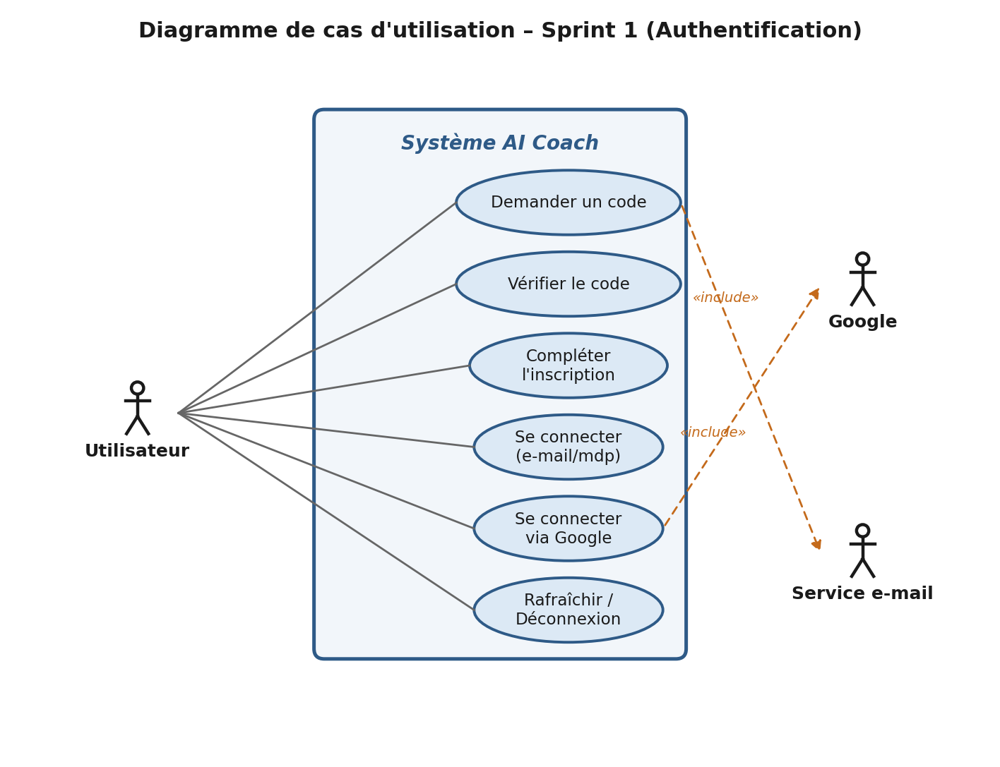 Diagramme de cas d'utilisation – Sprint 1 (Authentification)
Système AI Coach
Demander un code
Vérifier le code
«include»
Google
Compléter
l'inscription
Utilisateur
Se connecter
(e-mail/mdp)
«include»
Se connecter
via Google
Service e-mail
Rafraîchir /
Déconnexion